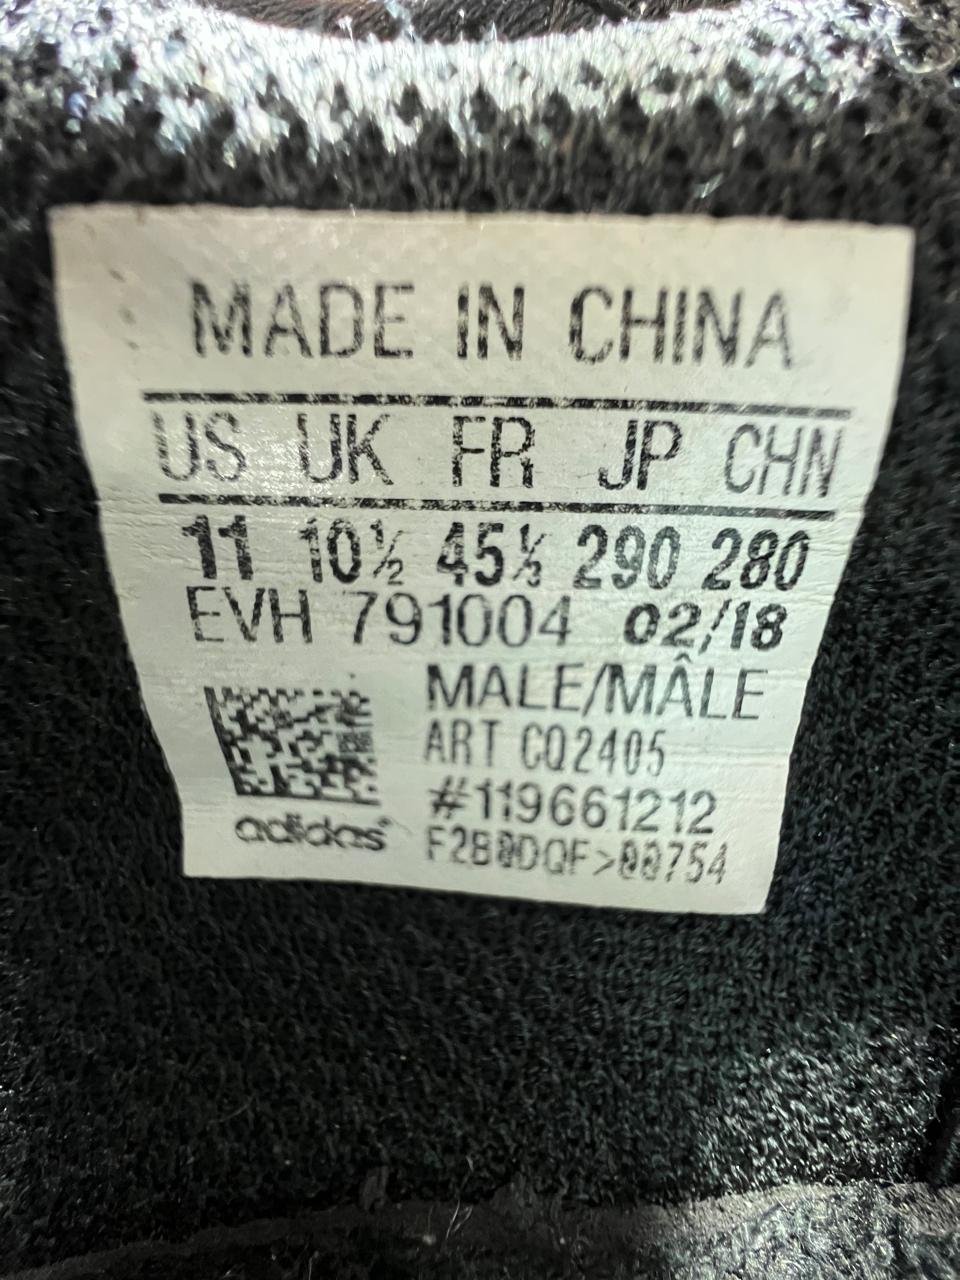 MADE IN CHINA
US UK FR JP CHN
11 10½ 45⅓ 290 280
EVH 791004 02/18
MALE/MÂLE
ART CQ2405
#119661212
F2B0DQF>00754
adidas®